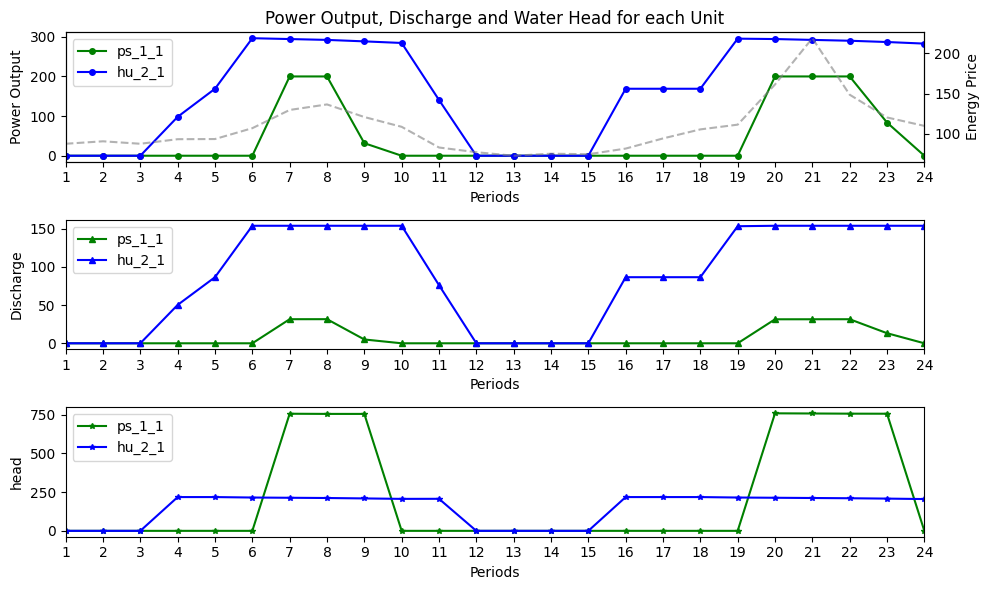 Power Output, Discharge and Water Head for each Unit
300
200
100
0
Power Output
ps_1_1
hu_2_1
200
150
100
Energy Price
1 2 3 4 5 6 7 8 9 10 11 12 13 14 15 16 17 18 19 20 21 22 23 24
Periods
150
100
50
0
Discharge
ps_1_1
hu_2_1
1 2 3 4 5 6 7 8 9 10 11 12 13 14 15 16 17 18 19 20 21 22 23 24
Periods
750
500
250
0
head
ps_1_1
hu_2_1
1 2 3 4 5 6 7 8 9 10 11 12 13 14 15 16 17 18 19 20 21 22 23 24
Periods